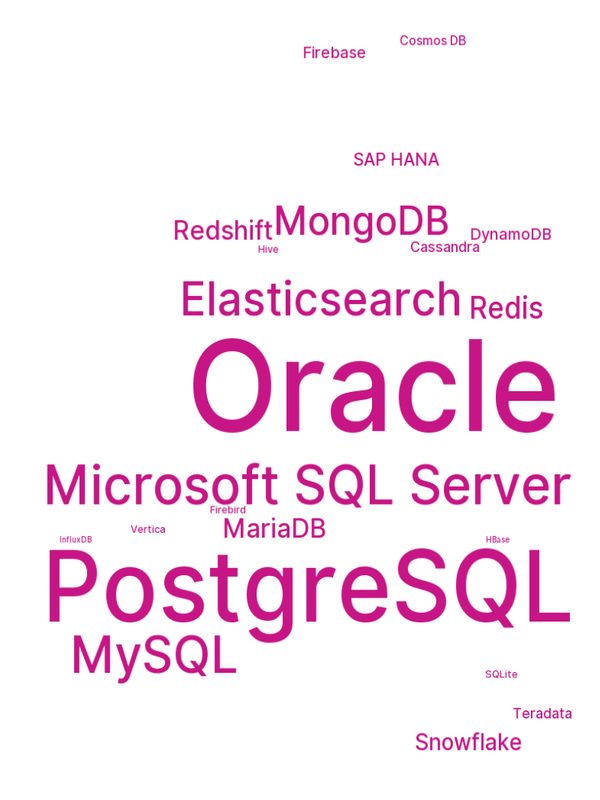 Cosmos DB
Firebase
SAP HANA
MongoDB
Redshift
DynamoDB
Cassandra
Hive
Elasticsearch
Redis
Oracle
Microsoft SQL Server
Firebird
MariaDB
Vertica
InfluxDB
HBase
PostgreSQL
MySQL
SQLite
Teradata
Snowflake